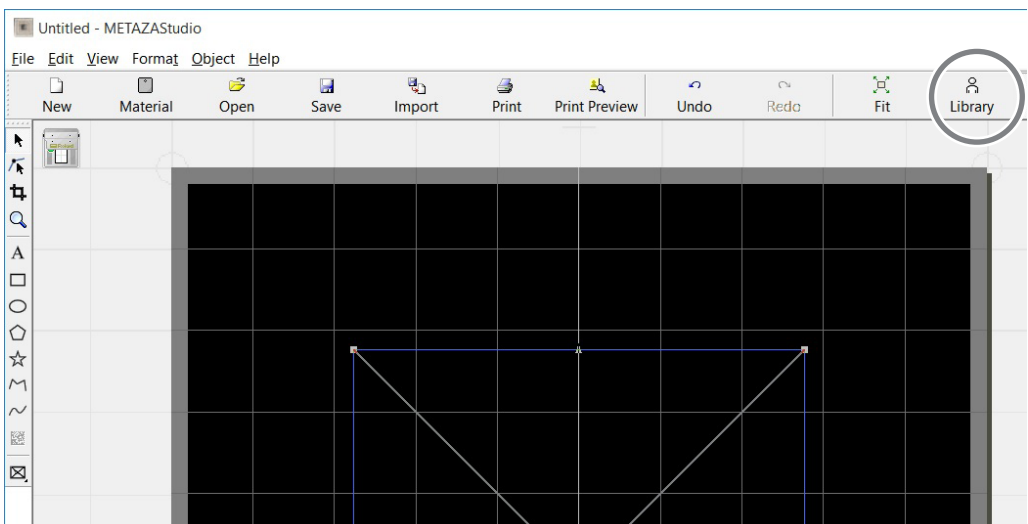 Untitled - METAZAStudio
File Edit View Format Object Help
New Material Open Save Import Print Print Preview Undo Redo Fit Library
A